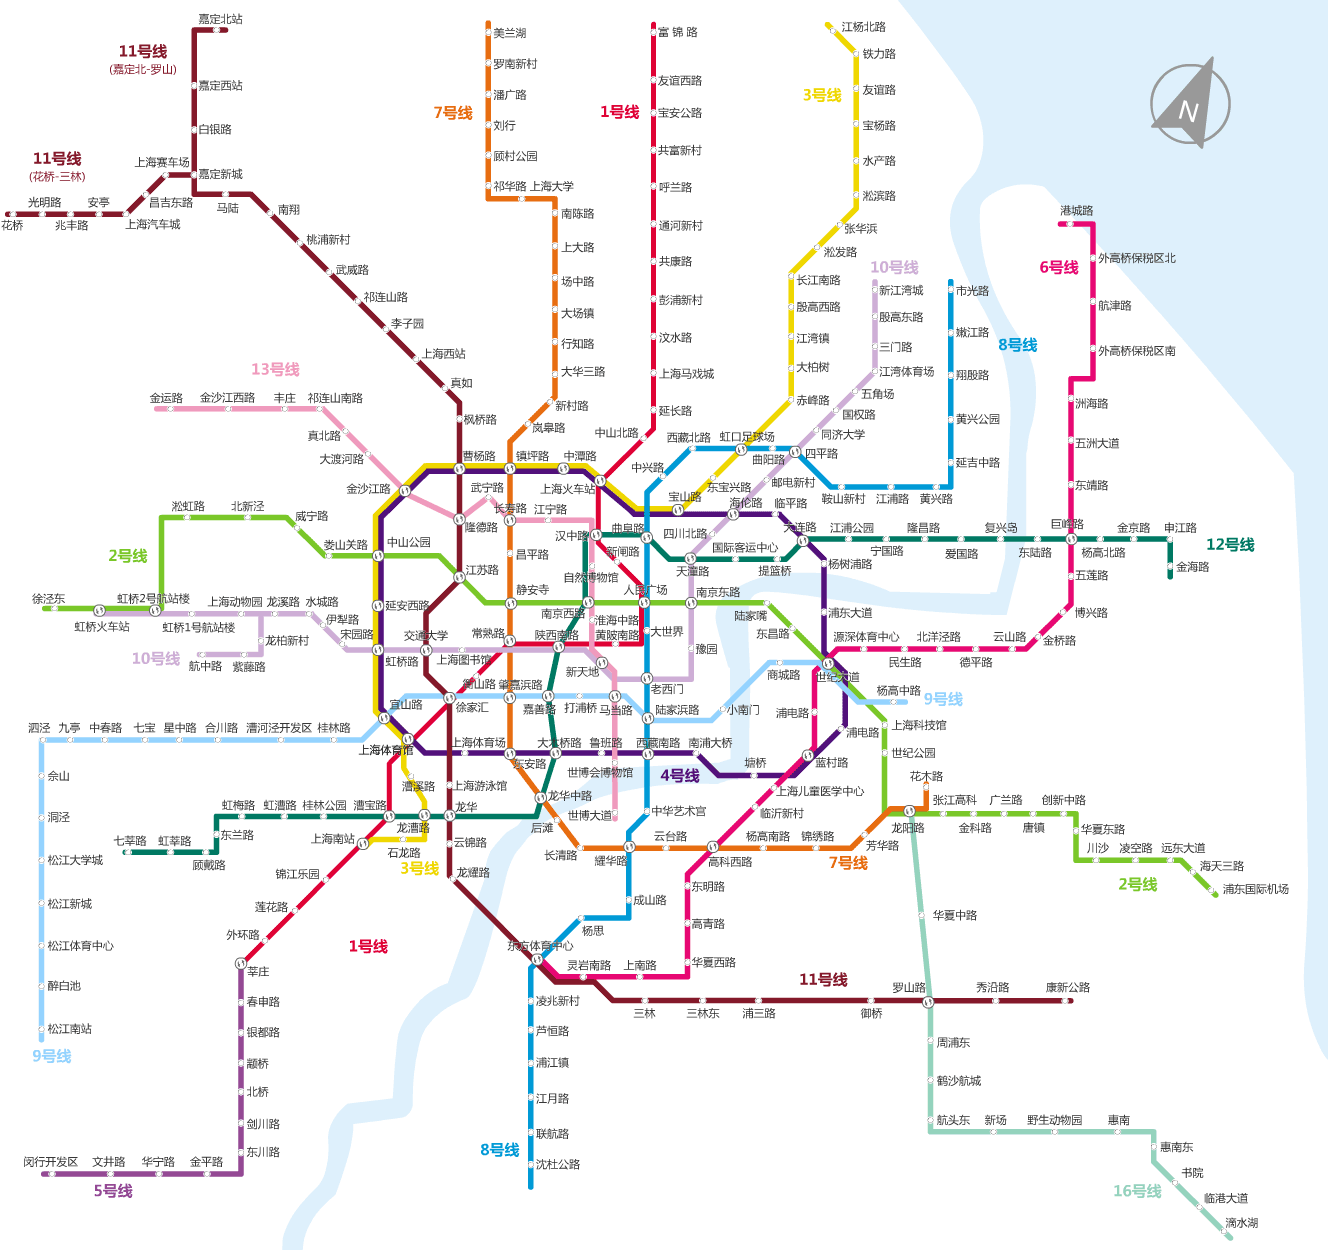 嘉定北站
11号线
(嘉定北-罗山)
嘉定西站
白银路
11号线
(花桥-三林)
上海赛车场
嘉定新城
花桥
光明路
兆丰路
安亭
上海汽车城
昌吉东路
马陆
南翔
桃浦新村
武威路
祁连山路
李子园
上海西站
真如
枫桥路
7号线
美兰湖
罗南新村
潘广路
刘行
顾村公园
祁华路
上海大学
南陈路
上大路
场中路
大场镇
行知路
大华三路
新村路
岚皋路
1号线
富锦路
友谊西路
宝安公路
共富新村
呼兰路
通河新村
共康路
彭浦新村
汶水路
上海马戏城
延长路
中山北路
3号线
江杨北路
铁力路
友谊路
宝杨路
水产路
淞滨路
张华浜
淞发路
长江南路
殷高西路
江湾镇
大柏树
赤峰路
10号线
新江湾城
殷高东路
三门路
江湾体育场
五角场
国权路
同济大学
四平路
邮电新村
海伦路
8号线
市光路
嫩江路
翔殷路
黄兴公园
延吉中路
黄兴路
江浦路
鞍山新村
曲阳路
虹口足球场
西藏北路
中兴路
N
6号线
港城路
外高桥保税区北
航津路
外高桥保税区南
洲海路
五洲大道
东靖路
巨峰路
五莲路
博兴路
金桥路
云山路
德平路
北洋泾路
民生路
源深体育中心
世纪大道
13号线
金运路
金沙江西路
丰庄
祁连山南路
真北路
大渡河路
金沙江路
曹杨路
镇坪路
中潭路
上海火车站
宝山路
东宝兴路
隆德路
武宁路
长寿路
江宁路
汉中路
曲阜路
四川北路
临平路
大连路
江浦公园
宁国路
隆昌路
爱国路
复兴岛
东陆路
杨高北路
金京路
申江路
12号线
金海路
淞虹路
北新泾
威宁路
娄山关路
中山公园
2号线
江苏路
昌平路
新闸路
自然博物馆
国际客运中心
天潼路
提篮桥
杨树浦路
徐泾东
虹桥火车站
虹桥2号航站楼
虹桥1号航站楼
上海动物园
龙溪路
水城路
伊犁路
宋园路
龙柏新村
紫藤路
航中路
10号线
延安西路
虹桥路
交通大学
上海图书馆
静安寺
南京西路
人民广场
南京东路
陆家嘴
东昌路
浦东大道
常熟路
陕西南路
淮海中路
黄陂南路
大世界
豫园
新天地
老西门
衡山路
肇嘉浜路
嘉善路
打浦桥
马当路
陆家浜路
小南门
商城路
杨高中路
9号线
徐家汇
宜山路
上海体育馆
上海体育场
东安路
大木桥路
鲁班路
西藏南路
南浦大桥
塘桥
4号线
蓝村路
浦电路
浦电路
上海科技馆
世纪公园
泗泾
九亭
中春路
七宝
星中路
合川路
漕河泾开发区
桂林路
佘山
洞泾
松江大学城
松江新城
松江体育中心
醉白池
松江南站
9号线
漕溪路
上海游泳馆
龙华
龙漕路
石龙路
3号线
漕宝路
桂林公园
虹漕路
虹梅路
东兰路
顾戴路
虹莘路
七莘路
上海南站
锦江乐园
莲花路
外环路
莘庄
1号线
云锦路
龙耀路
龙华中路
后滩
长清路
世博会博物馆
世博大道
中华艺术宫
耀华路
云台路
高科西路
杨高南路
锦绣路
芳华路
龙阳路
花木路
7号线
上海儿童医学中心
临沂新村
张江高科
金科路
广兰路
唐镇
创新中路
华夏东路
川沙
凌空路
远东大道
海天三路
浦东国际机场
2号线
成山路
杨思
东方体育中心
灵岩南路
上南路
华夏西路
高青路
东明路
凌兆新村
芦恒路
浦江镇
江月路
联航路
沈杜公路
8号线
三林
三林东
浦三路
11号线
御桥
罗山路
秀沿路
康新公路
华夏中路
周浦东
鹤沙航城
航头东
新场
野生动物园
惠南
惠南东
书院
临港大道
滴水湖
16号线
春申路
银都路
颛桥
北桥
剑川路
东川路
金平路
华宁路
文井路
闵行开发区
5号线